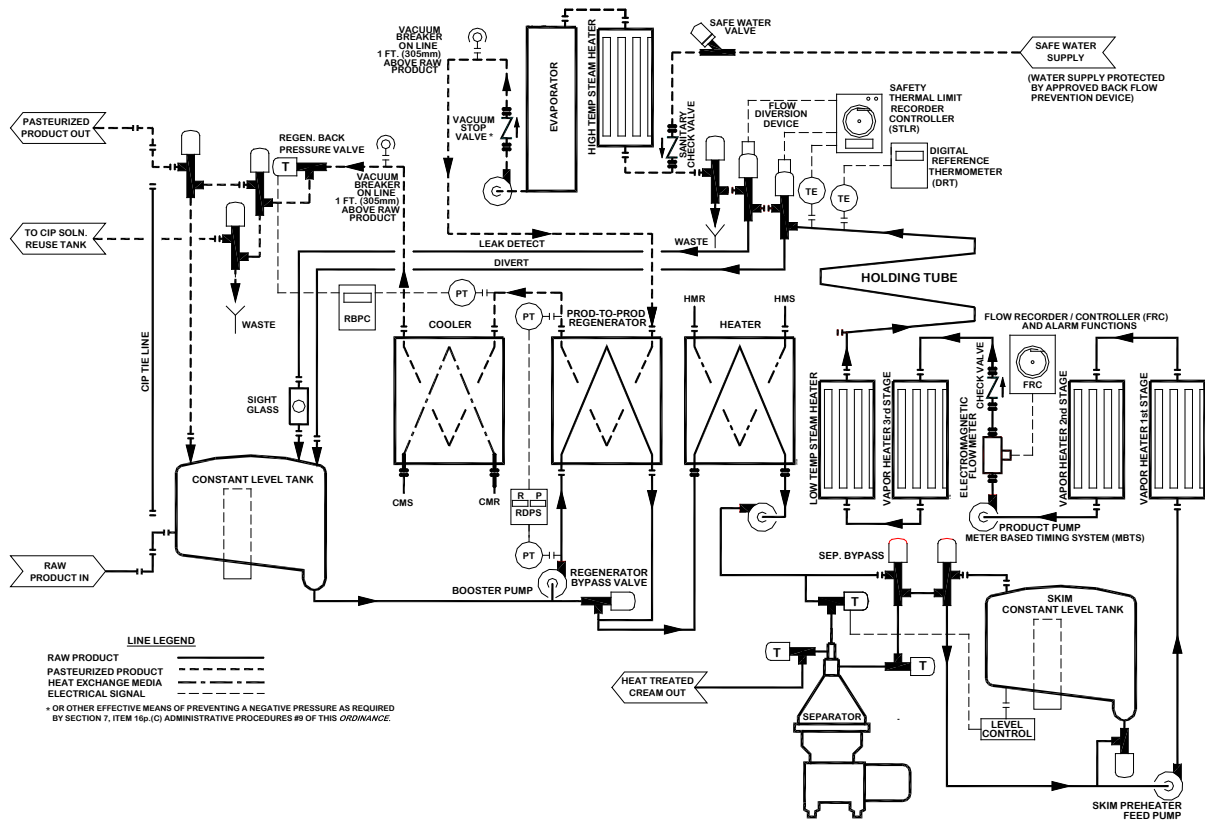 VACUUM
BREAKER
ON LINE
1 FT. (305mm)
ABOVE RAW
PRODUCT
EVAPORATOR
HIGH TEMP STEAM HEATER
SAFE WATER
VALVE
SAFE WATER
SUPPLY
(WATER SUPPLY PROTECTED
BY APPROVED BACK FLOW
PREVENTION DEVICE)
PASTEURIZED
PRODUCT OUT
REGEN. BACK
PRESSURE VALVE
T
VACUUM
BREAKER
ON LINE
1 FT. (305mm)
ABOVE RAW
PRODUCT
VACUUM
STOP
VALVE *
SANITARY
CHECK VALVE
FLOW
DIVERSION
DEVICE
SAFETY
THERMAL LIMIT
RECORDER
CONTROLLER
(STLR)
DIGITAL
REFERENCE
THERMOMETER
(DRT)
TE
TE
TO CIP SOLN.
REUSE TANK
WASTE
LEAK DETECT
WASTE
DIVERT
HOLDING TUBE
RBPC
PT
PT
COOLER
PROD-TO-PROD
REGENERATOR
HMR
HMS
HEATER
FLOW RECORDER / CONTROLLER (FRC)
AND ALARM FUNCTIONS
FRC
CIP TIE LINE
SIGHT
GLASS
LOW TEMP STEAM HEATER
VAPOR HEATER 3rd STAGE
ELECTROMAGNETIC
FLOW METER
CHECK VALVE
VAPOR HEATER 2nd STAGE
VAPOR HEATER 1st STAGE
CONSTANT LEVEL TANK
CMS
CMR
R P
RDPS
PT
PRODUCT PUMP
METER BASED TIMING SYSTEM (MBTS)
RAW
PRODUCT IN
BOOSTER PUMP
REGENERATOR
BYPASS VALVE
SEP. BYPASS
SKIM
CONSTANT LEVEL TANK
T
T
T
HEAT TREATED
CREAM OUT
SEPARATOR
LEVEL
CONTROL
SKIM PREHEATER
FEED PUMP
LINE LEGEND
RAW PRODUCT
PASTEURIZED PRODUCT
HEAT EXCHANGE MEDIA
ELECTRICAL SIGNAL
* OR OTHER EFFECTIVE MEANS OF PREVENTING A NEGATIVE PRESSURE AS REQUIRED
BY SECTION 7, ITEM 16p.(C) ADMINISTRATIVE PROCEDURES #9 OF THIS ORDINANCE.